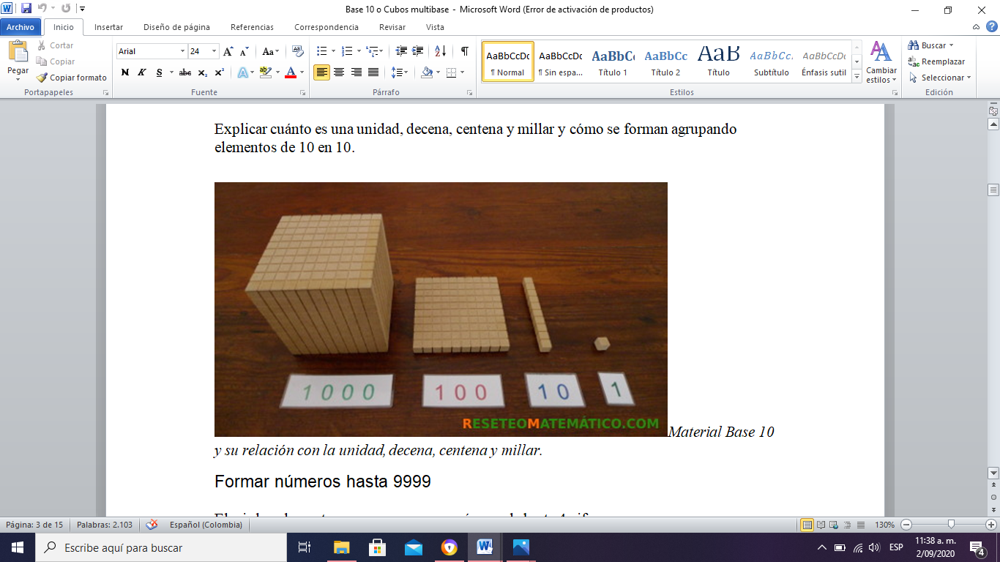 Base 10 o Cubos multibase - Microsoft Word (Error de activación de productos)
Archivo Inicio Insertar Diseño de página Referencias Correspondencia Revisar Vista
Pegar
Cortar
Copiar
Copiar formato
Portapapeles
Arial 24
N K S abc x₂ x²
Fuente
Párrafo
AaBbCcDc AaBbCcDc AaBbC AaBbCc AaB AaBbCc. AaBbCcDc
¶ Normal ¶ Sin espa... Título 1 Título 2 Título Subtítulo Énfasis sutil
Cambiar estilos
Estilos
Buscar
Reemplazar
Seleccionar
Edición
Explicar cuánto es una unidad, decena, centena y millar y cómo se forman agrupando
elementos de 10 en 10.
1000 100 10 1
RESETEOMATEMÁTICO.COM
Material Base 10
y su relación con la unidad, decena, centena y millar.
Formar números hasta 9999
Página: 3 de 15 Palabras: 2.103 Español (Colombia) 130%
Escribe aquí para buscar
ESP
11:38 a. m.
2/09/2020
4